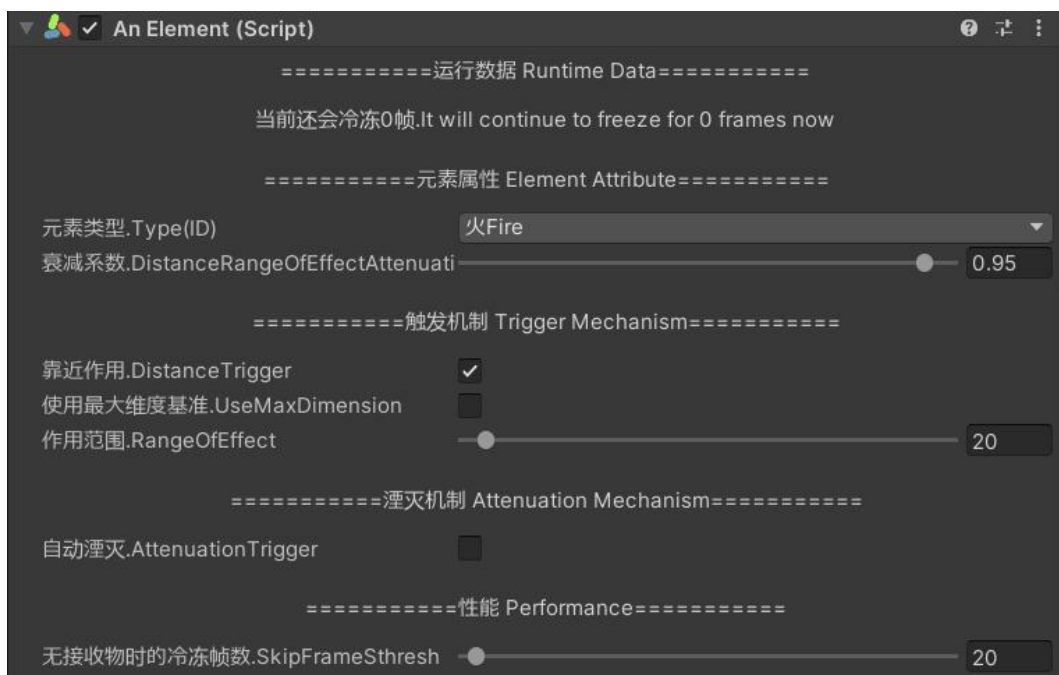 An Element (Script)
===========运行数据 Runtime Data===========
当前还会冷冻0帧.It will continue to freeze for 0 frames now
===========元素属性 Element Attribute===========
元素类型.Type(ID) 火Fire
衰减系数.DistanceRangeOfEffectAttenuati 0.95
===========触发机制 Trigger Mechanism===========
靠近作用.DistanceTrigger
使用最大维度基准.UseMaxDimension
作用范围.RangeOfEffect 20
===========湮灭机制 Attenuation Mechanism===========
自动湮灭.AttenuationTrigger
===========性能 Performance===========
无接收物时的冷冻帧数.SkipFrameSthresh 20